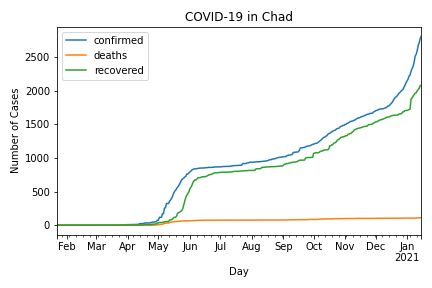 COVID-19 in Chad
confirmed
deaths
recovered
Number of Cases
2500
2000
1500
1000
500
0
Feb Mar Apr May Jun Jul Aug Sep Oct Nov Dec Jan
2021
Day